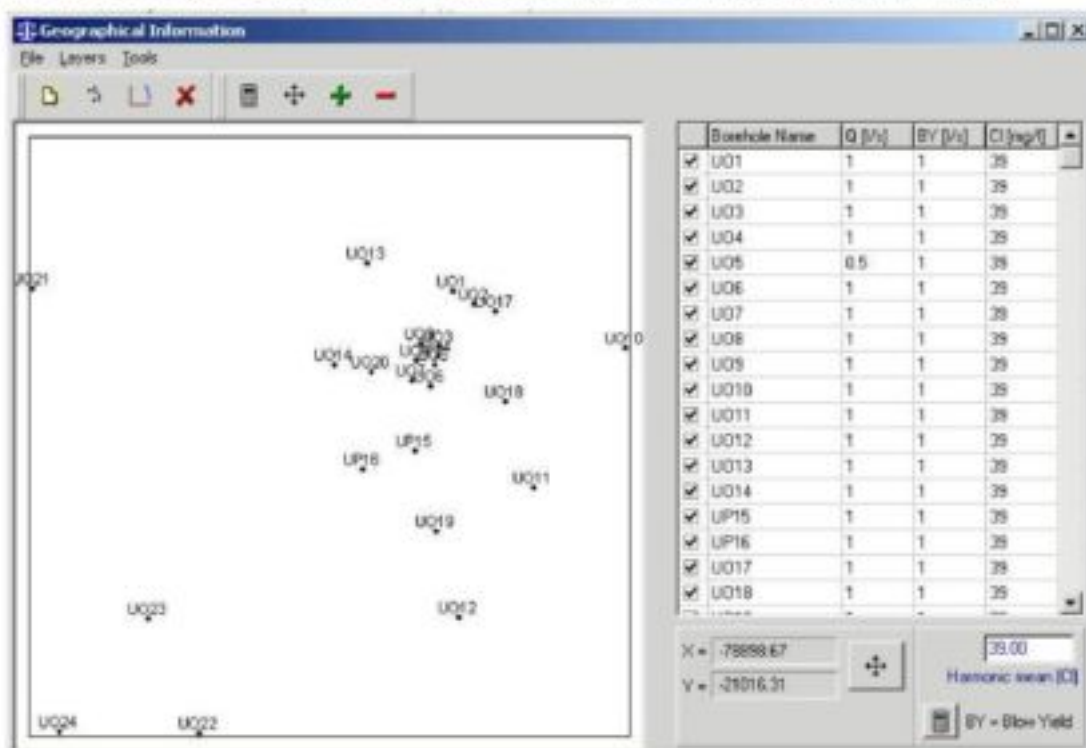 Geographical Information
File Layers Tools
UO13
UO21
UO1
UO2
UO17
UO10
UO14
UO20
UO18
UP15
UP16
UO11
UO19
UO23
UO12
UO24
UO22
Borehole Name Q [l/s] BY [l/s] Cl [mg/l]
UO1 1 1 39
UO2 1 1 39
UO3 1 1 39
UO4 1 1 39
UO5 0.5 1 39
UO6 1 1 39
UO7 1 1 39
UO8 1 1 39
UO9 1 1 39
UO10 1 1 39
UO11 1 1 39
UO12 1 1 39
UO13 1 1 39
UO14 1 1 39
UP15 1 1 39
UP16 1 1 39
UO17 1 1 39
UO18 1 1 39
X = -78898.67
Y = -21016.31
39.00
Harmonic mean (Cl)
BY = Blow Yield